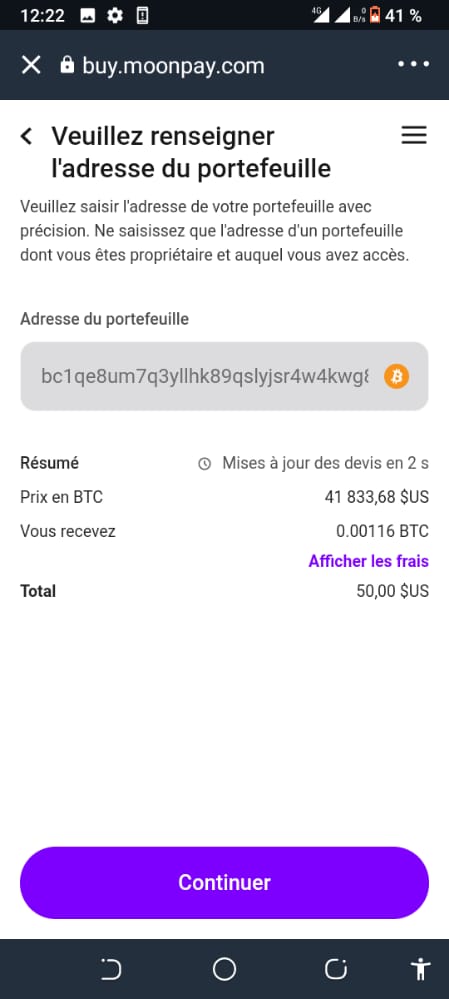 12:22 4G 0 B/s 41 %
buy.moonpay.com
Veuillez renseigner
l'adresse du portefeuille
Veuillez saisir l'adresse de votre portefeuille avec
précision. Ne saisissez que l'adresse d'un portefeuille
dont vous êtes propriétaire et auquel vous avez accès.
Adresse du portefeuille
bc1qe8um7q3yllhk89qslyjsr4w4kwg8
Résumé Mises à jour des devis en 2 s
Prix en BTC 41 833,68 $US
Vous recevez 0.00116 BTC
Afficher les frais
Total 50,00 $US
Continuer